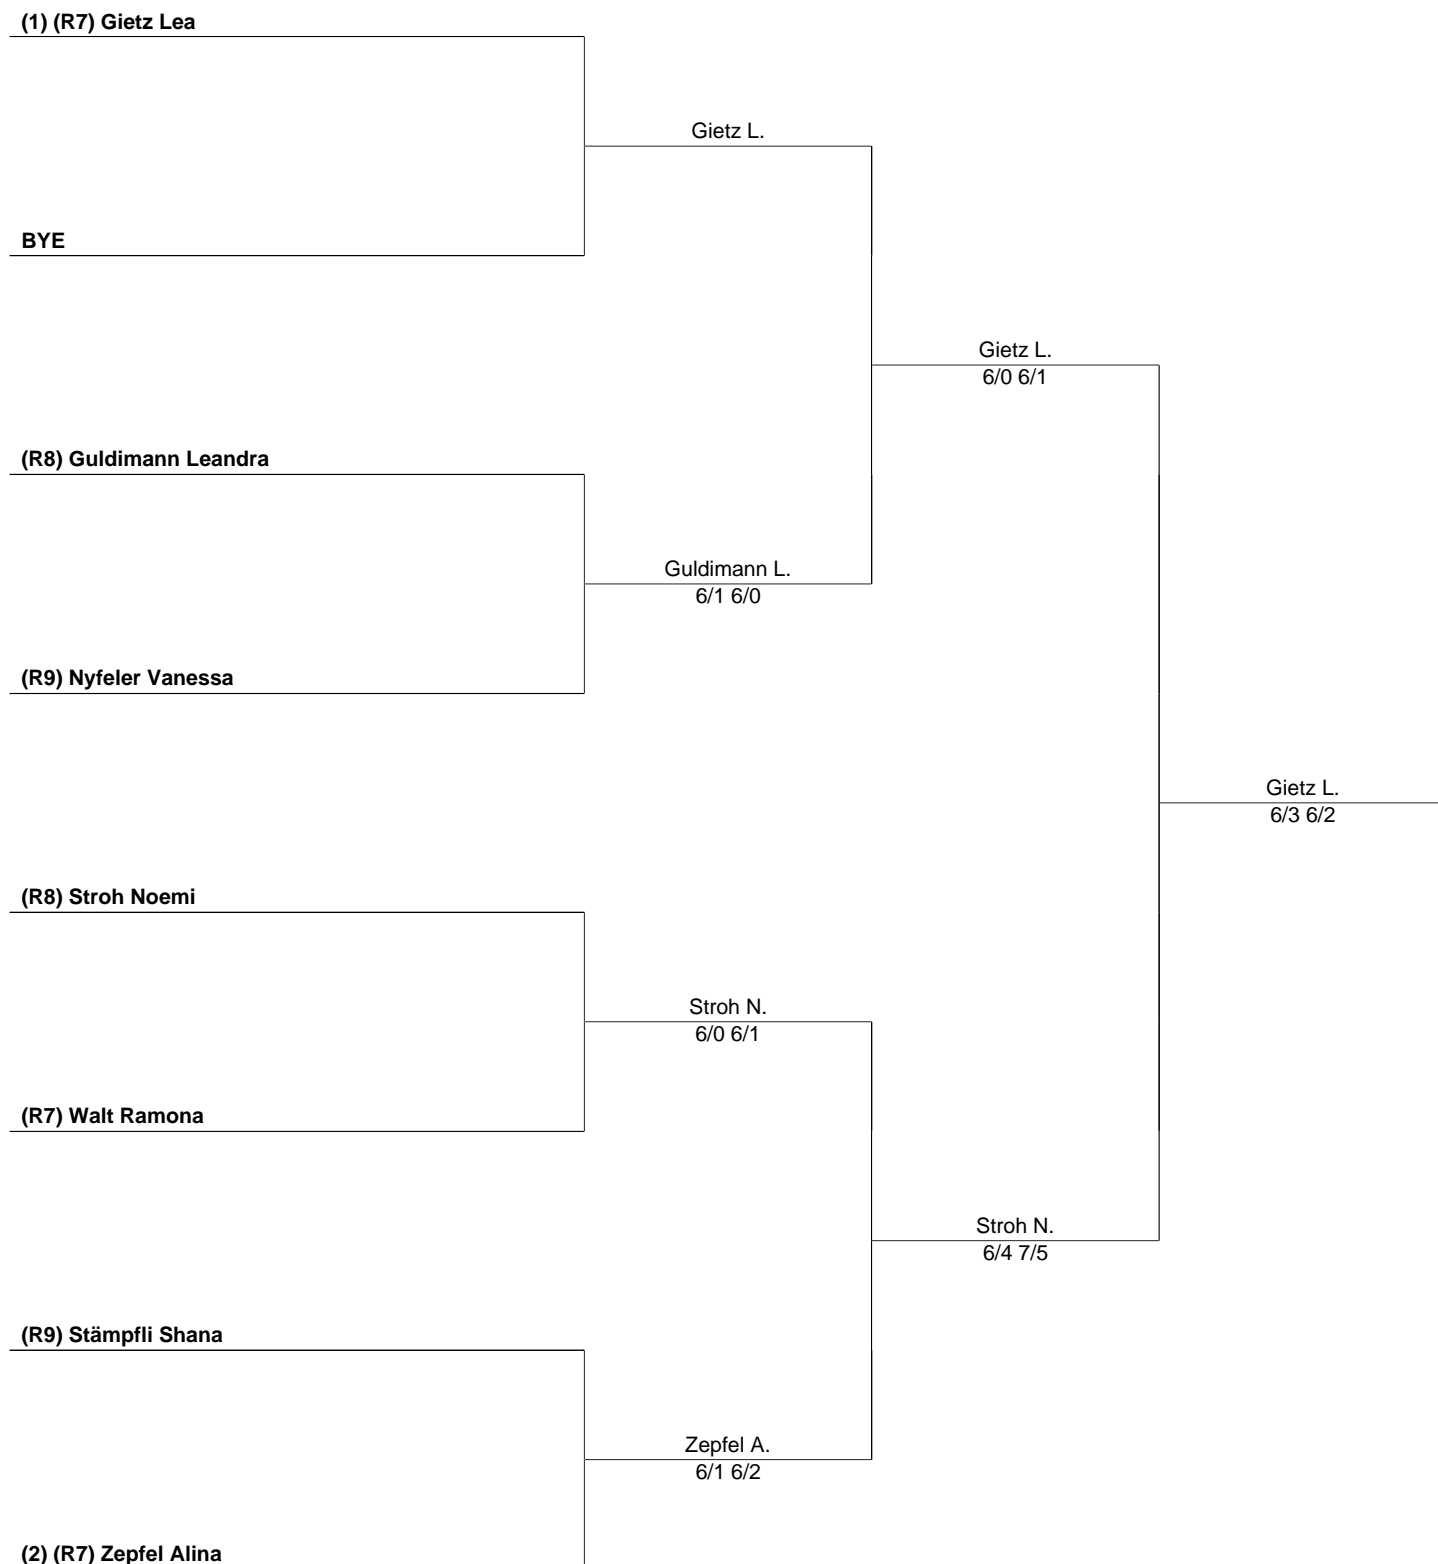 (1) (R7) Gietz Lea
Gietz L.
BYE
Gietz L.
6/0 6/1
(R8) Guldimann Leandra
Guldimann L.
6/1 6/0
(R9) Nyfeler Vanessa
Gietz L.
6/3 6/2
(R8) Stroh Noemi
Stroh N.
6/0 6/1
(R7) Walt Ramona
Stroh N.
6/4 7/5
(R9) Stämpfli Shana
Zepfel A.
6/1 6/2
(2) (R7) Zepfel Alina